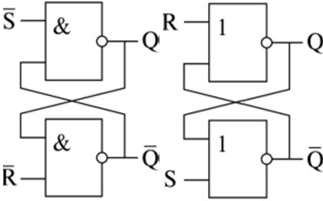 S̅ & Q R 1 Q
R̅ & Q̅ S 1 Q̅